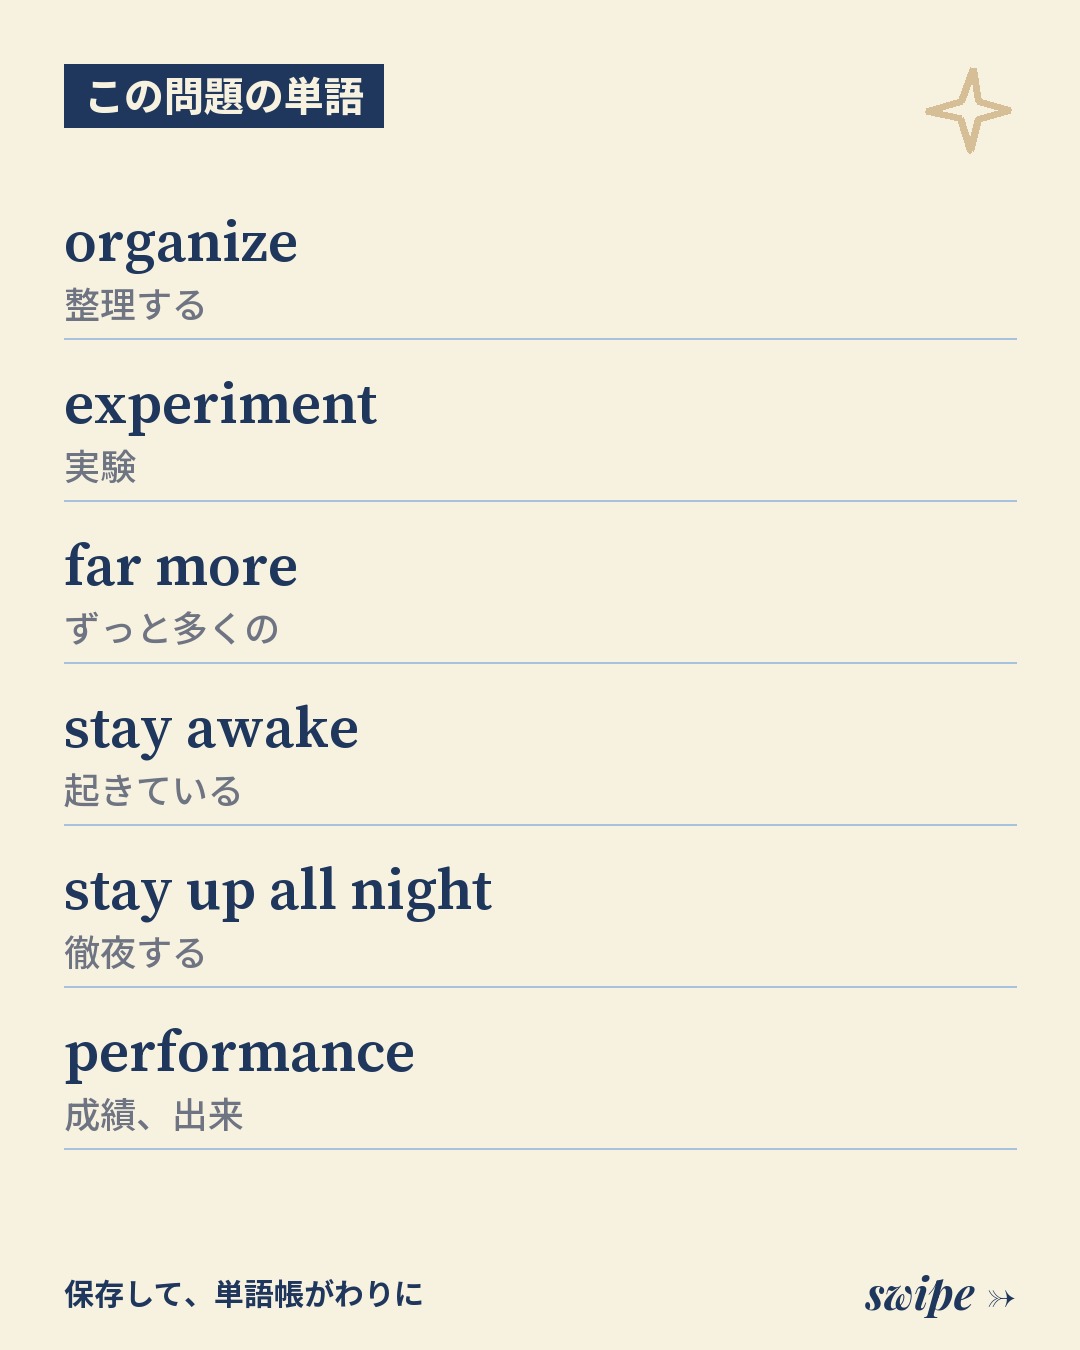 この問題の単語
organize
整理する
experiment
実験
far more
ずっと多くの
stay awake
起きている
stay up all night
徹夜する
performance
成績、出来
保存して、単語帳がわりに
swipe